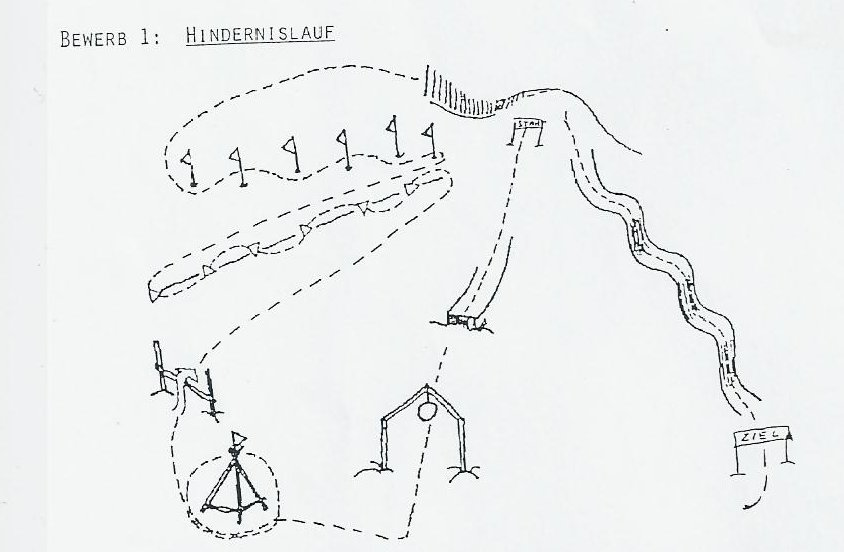 BEWERB 1: HINDERNISLAUF
START
ZIEL